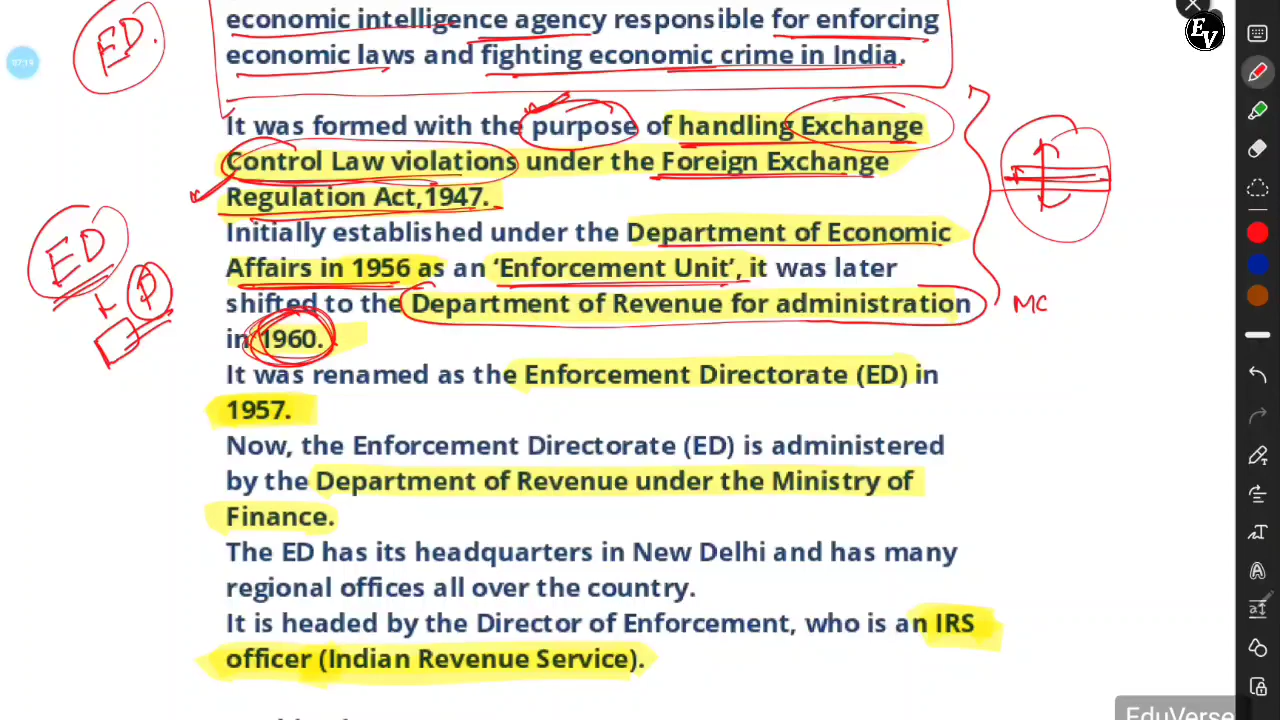 economic intelligence agency responsible for enforcing
economic laws and fighting economic crime in India.
ED.
EV
07:19
It was formed with the purpose of handling Exchange
Control Law violations under the Foreign Exchange
Regulation Act,1947.
Initially established under the Department of Economic
ED
Affairs in 1956 as an ‘Enforcement Unit’, it was later
shifted to the Department of Revenue for administration
P
MC
in 1960.
It was renamed as the Enforcement Directorate (ED) in
1957.
Now, the Enforcement Directorate (ED) is administered
by the Department of Revenue under the Ministry of
Finance.
The ED has its headquarters in New Delhi and has many
regional offices all over the country.
It is headed by the Director of Enforcement, who is an IRS
officer (Indian Revenue Service).
EduVerse